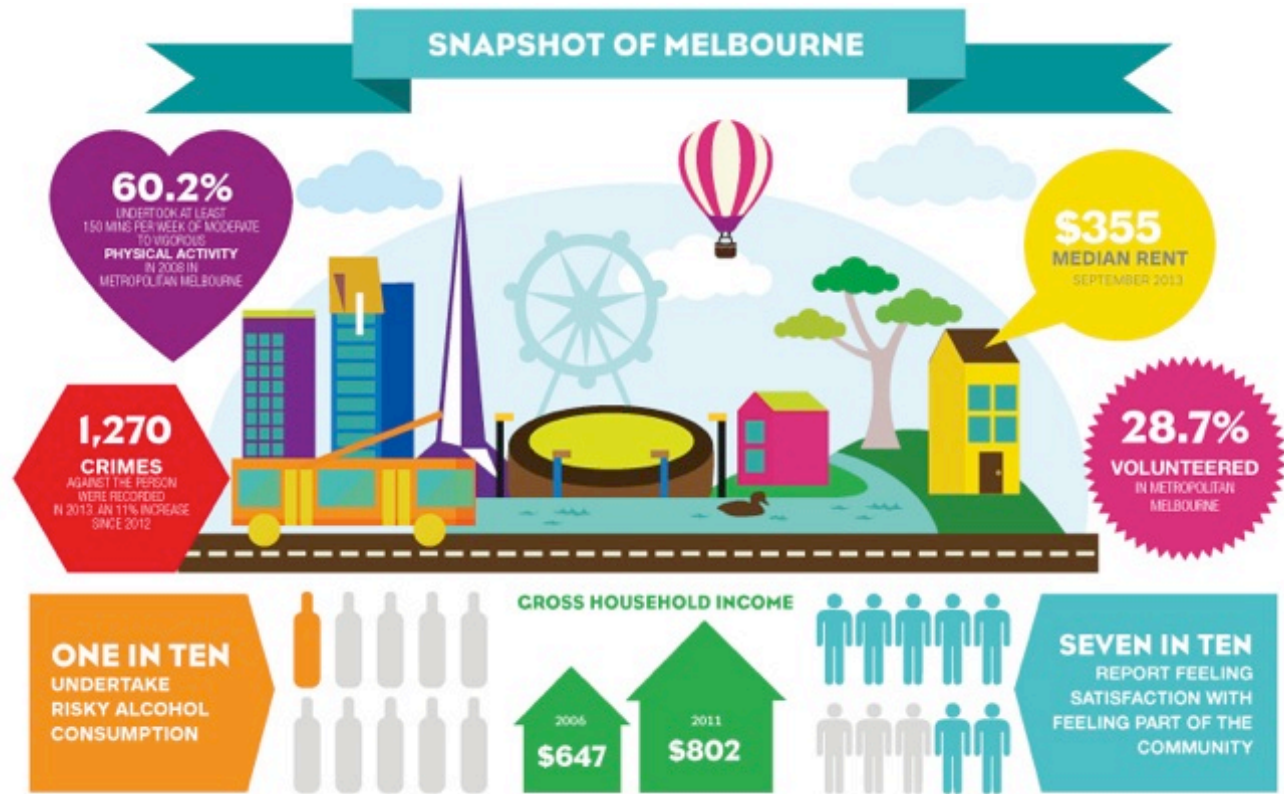 SNAPSHOT OF MELBOURNE
60.2%
UNDERTOOK AT LEAST
150 MINS PER WEEK OF MODERATE
TO VIGOROUS
PHYSICAL ACTIVITY
IN 2008 IN
METROPOLITAN MELBOURNE
$355
MEDIAN RENT
SEPTEMBER 2013
1,270
CRIMES
AGAINST THE PERSON
WERE RECORDED
IN 2013. AN 11% INCREASE
SINCE 2012
28.7%
VOLUNTEERED
IN METROPOLITAN
MELBOURNE
ONE IN TEN
UNDERTAKE
RISKY ALCOHOL
CONSUMPTION
GROSS HOUSEHOLD INCOME
2006
$647
2011
$802
SEVEN IN TEN
REPORT FEELING
SATISFACTION WITH
FEELING PART OF THE
COMMUNITY